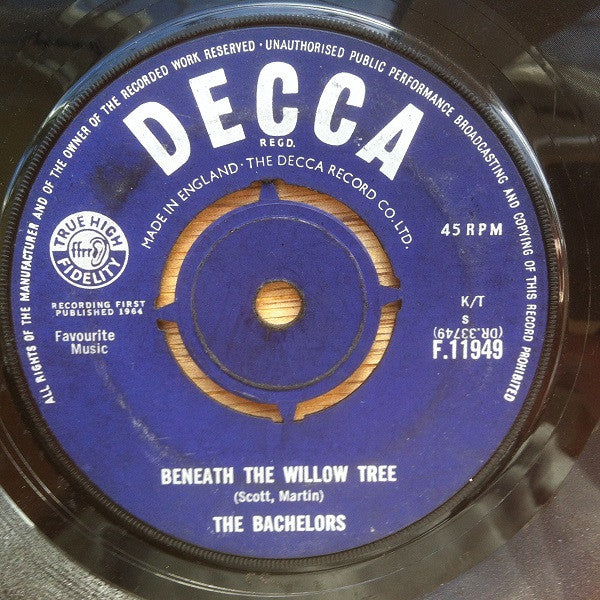 ALL RIGHTS OF THE MANUFACTURER AND OF THE OWNER OF THE RECORDED WORK RESERVED · UNAUTHORISED PUBLIC PERFORMANCE BROADCASTING AND COPYING OF THIS RECORD PROHIBITED
DECCA
REGD.
MADE IN ENGLAND · THE DECCA RECORD CO. LTD.
TRUE HIGH
ffrr
FIDELITY
45 RPM
RECORDING FIRST
PUBLISHED 1964
Favourite
Music
K/T
S
(DR.33749)
F.11949
BENEATH THE WILLOW TREE
(Scott, Martin)
THE BACHELORS